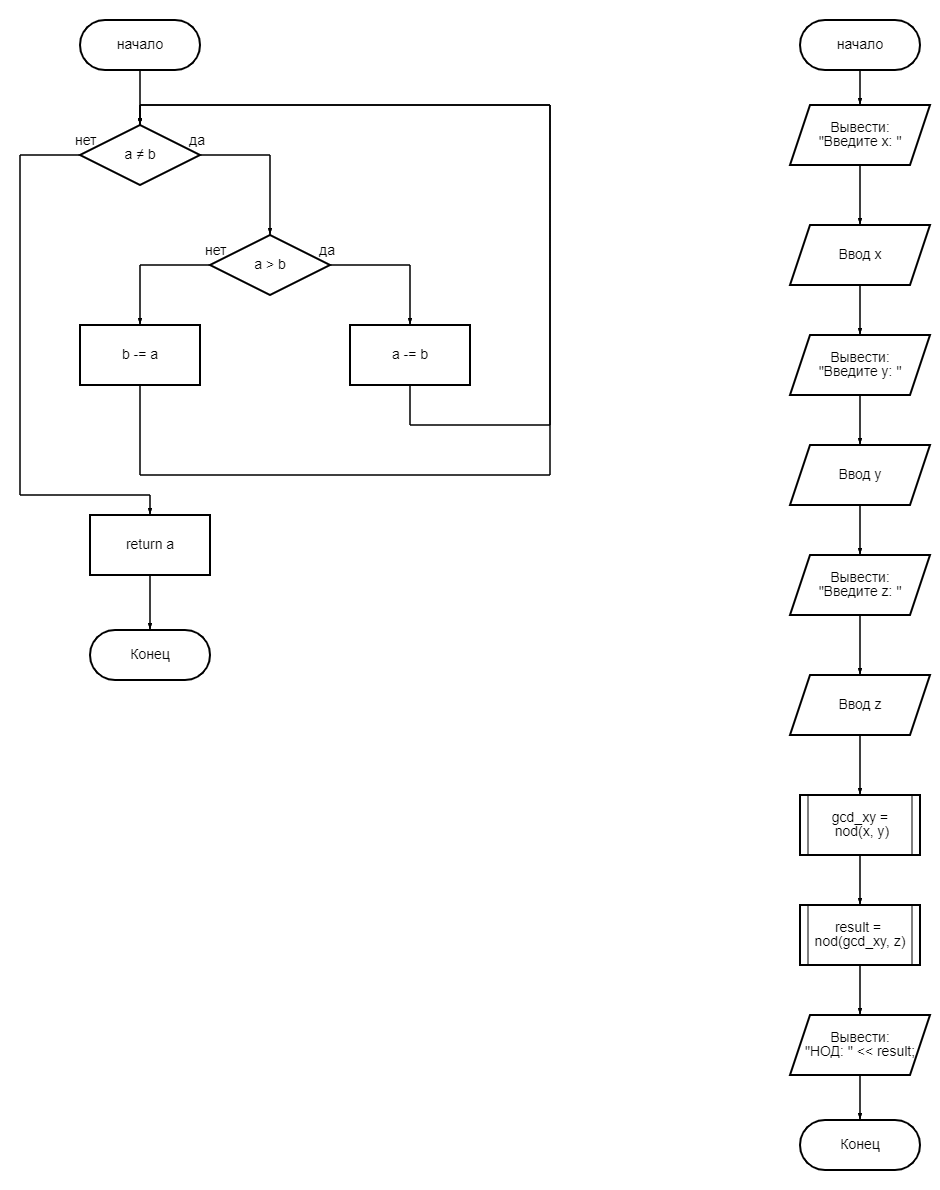 начало
нет
да
a ≠ b
нет
да
a > b
b -= a
a -= b
return a
Конец
начало
Вывести:
"Введите x: "
Ввод x
Вывести:
"Введите y: "
Ввод y
Вывести:
"Введите z: "
Ввод z
gcd_xy =
nod(x, y)
result =
nod(gcd_xy, z)
Вывести:
"НОД: " << result;
Конец